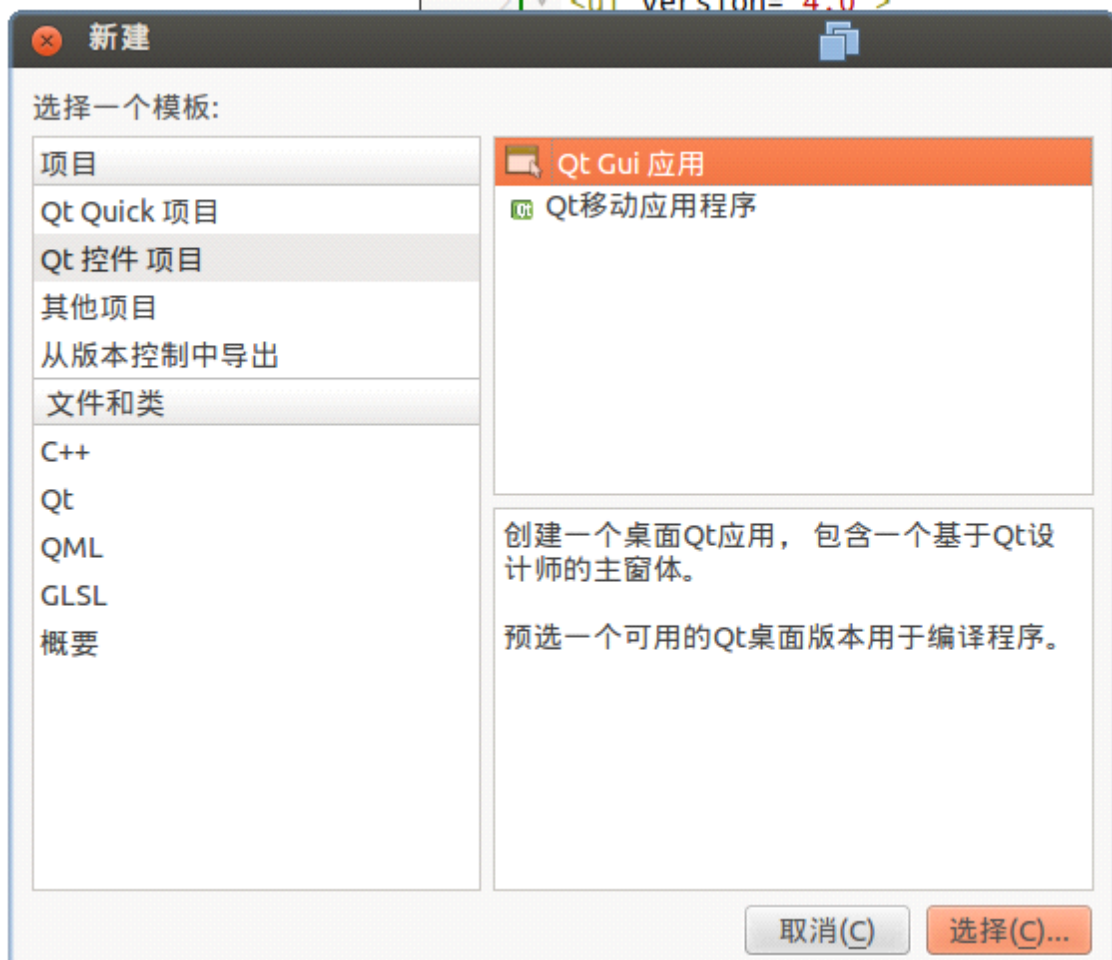 version="4.0">
新建
选择一个模板:
项目
Qt Quick 项目
Qt 控件 项目
其他项目
从版本控制中导出
文件和类
C++
Qt
QML
GLSL
概要
Qt Gui 应用
Qt移动应用程序
创建一个桌面Qt应用， 包含一个基于Qt设
计师的主窗体。
预选一个可用的Qt桌面版本用于编译程序。
取消(C)
选择(C)...